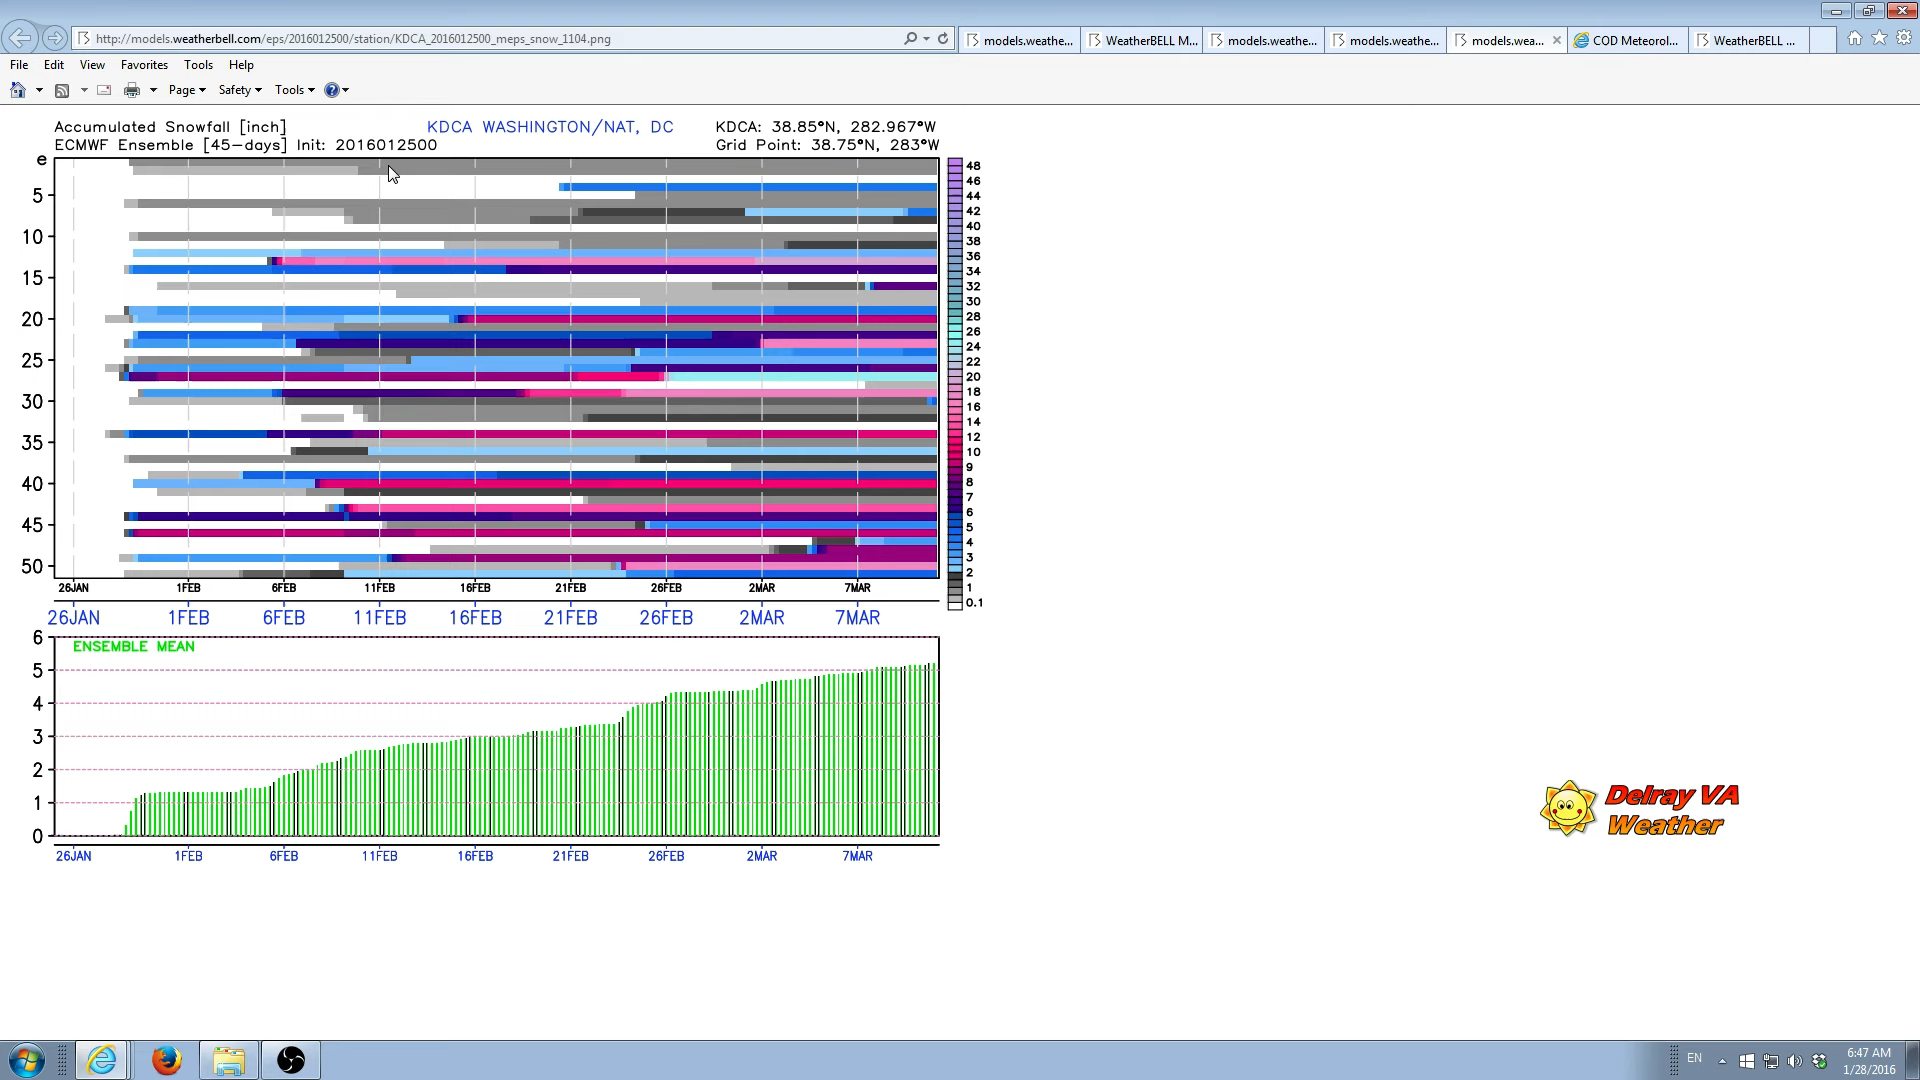 http://models.weatherbell.com/eps/2016012500/station/KDCA_2016012500_meps_snow_1104.png
models.weathe...
WeatherBELL M...
models.weathe...
models.weathe...
models.wea...
COD Meteorol...
WeatherBELL ...
File Edit View Favorites Tools Help
Page Safety Tools
Accumulated Snowfall [inch]
KDCA WASHINGTON/NAT, DC
KDCA: 38.85°N, 282.967°W
ECMWF Ensemble [45-days] Init: 2016012500
Grid Point: 38.75°N, 283°W
e
5
10
15
20
25
30
35
40
45
50
48
46
44
42
40
38
36
34
32
30
28
26
24
22
20
18
16
14
12
10
9
8
7
6
5
4
3
2
1
0.1
26JAN 1FEB 6FEB 11FEB 16FEB 21FEB 26FEB 2MAR 7MAR
26JAN 1FEB 6FEB 11FEB 16FEB 21FEB 26FEB 2MAR 7MAR
ENSEMBLE MEAN
6
5
4
3
2
1
0
26JAN 1FEB 6FEB 11FEB 16FEB 21FEB 26FEB 2MAR 7MAR
Delray VA
Weather
EN
6:47 AM
1/28/2016